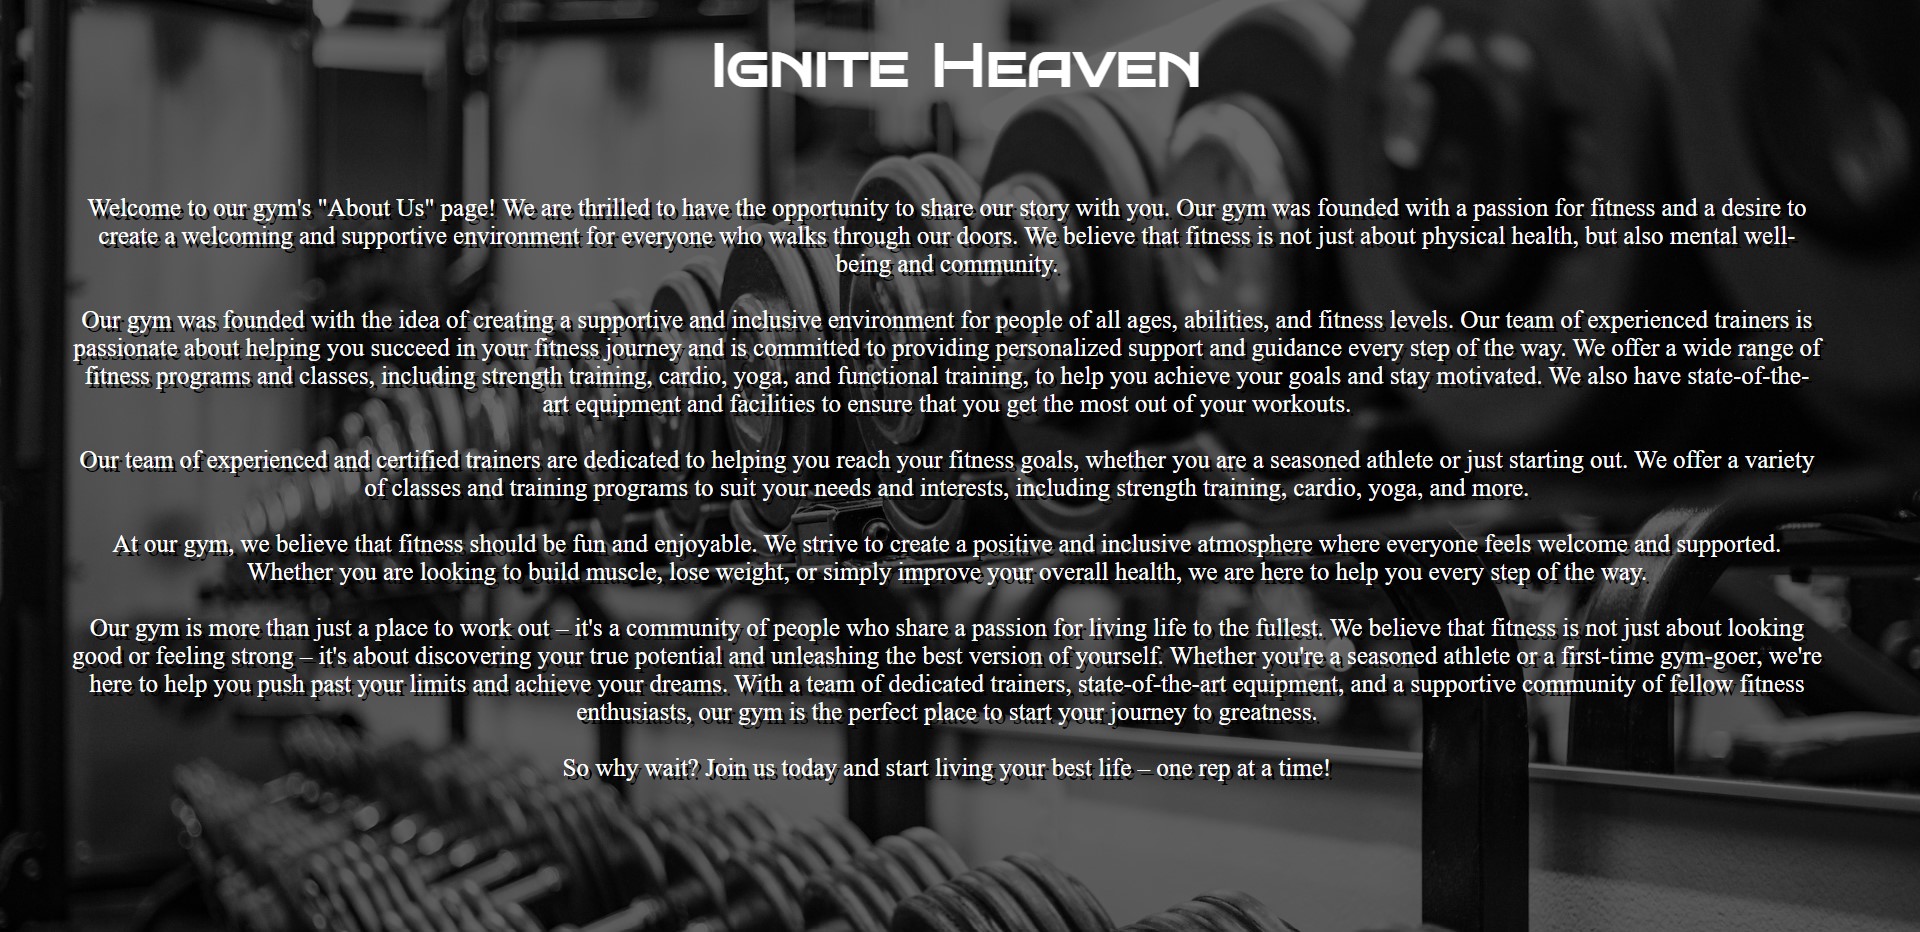 Ignite Heaven
Welcome to our gym's "About Us" page! We are thrilled to have the opportunity to share our story with you. Our gym was founded with a passion for fitness and a desire to
create a welcoming and supportive environment for everyone who walks through our doors. We believe that fitness is not just about physical health, but also mental well-
being and community.
Our gym was founded with the idea of creating a supportive and inclusive environment for people of all ages, abilities, and fitness levels. Our team of experienced trainers is
passionate about helping you succeed in your fitness journey and is committed to providing personalized support and guidance every step of the way. We offer a wide range of
fitness programs and classes, including strength training, cardio, yoga, and functional training, to help you achieve your goals and stay motivated. We also have state-of-the-
art equipment and facilities to ensure that you get the most out of your workouts.
Our team of experienced and certified trainers are dedicated to helping you reach your fitness goals, whether you are a seasoned athlete or just starting out. We offer a variety
of classes and training programs to suit your needs and interests, including strength training, cardio, yoga, and more.
At our gym, we believe that fitness should be fun and enjoyable. We strive to create a positive and inclusive atmosphere where everyone feels welcome and supported.
Whether you are looking to build muscle, lose weight, or simply improve your overall health, we are here to help you every step of the way.
Our gym is more than just a place to work out – it's a community of people who share a passion for living life to the fullest. We believe that fitness is not just about looking
good or feeling strong – it's about discovering your true potential and unleashing the best version of yourself. Whether you're a seasoned athlete or a first-time gym-goer, we're
here to help you push past your limits and achieve your dreams. With a team of dedicated trainers, state-of-the-art equipment, and a supportive community of fellow fitness
enthusiasts, our gym is the perfect place to start your journey to greatness.
So why wait? Join us today and start living your best life – one rep at a time!